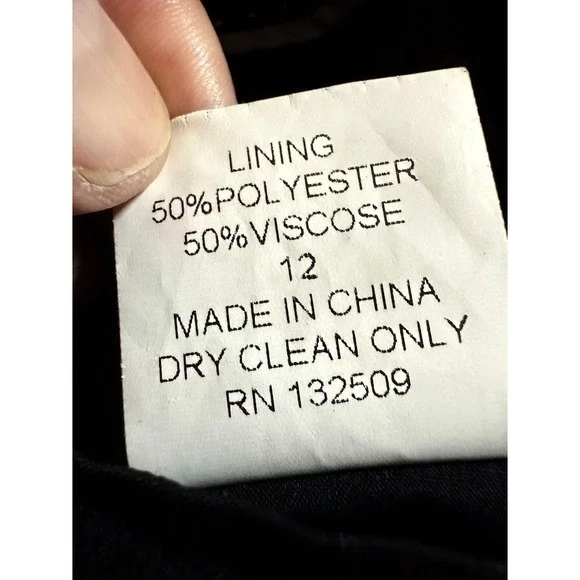 LINING
50%POLYESTER
50%VISCOSE
12
MADE IN CHINA
DRY CLEAN ONLY
RN 132509